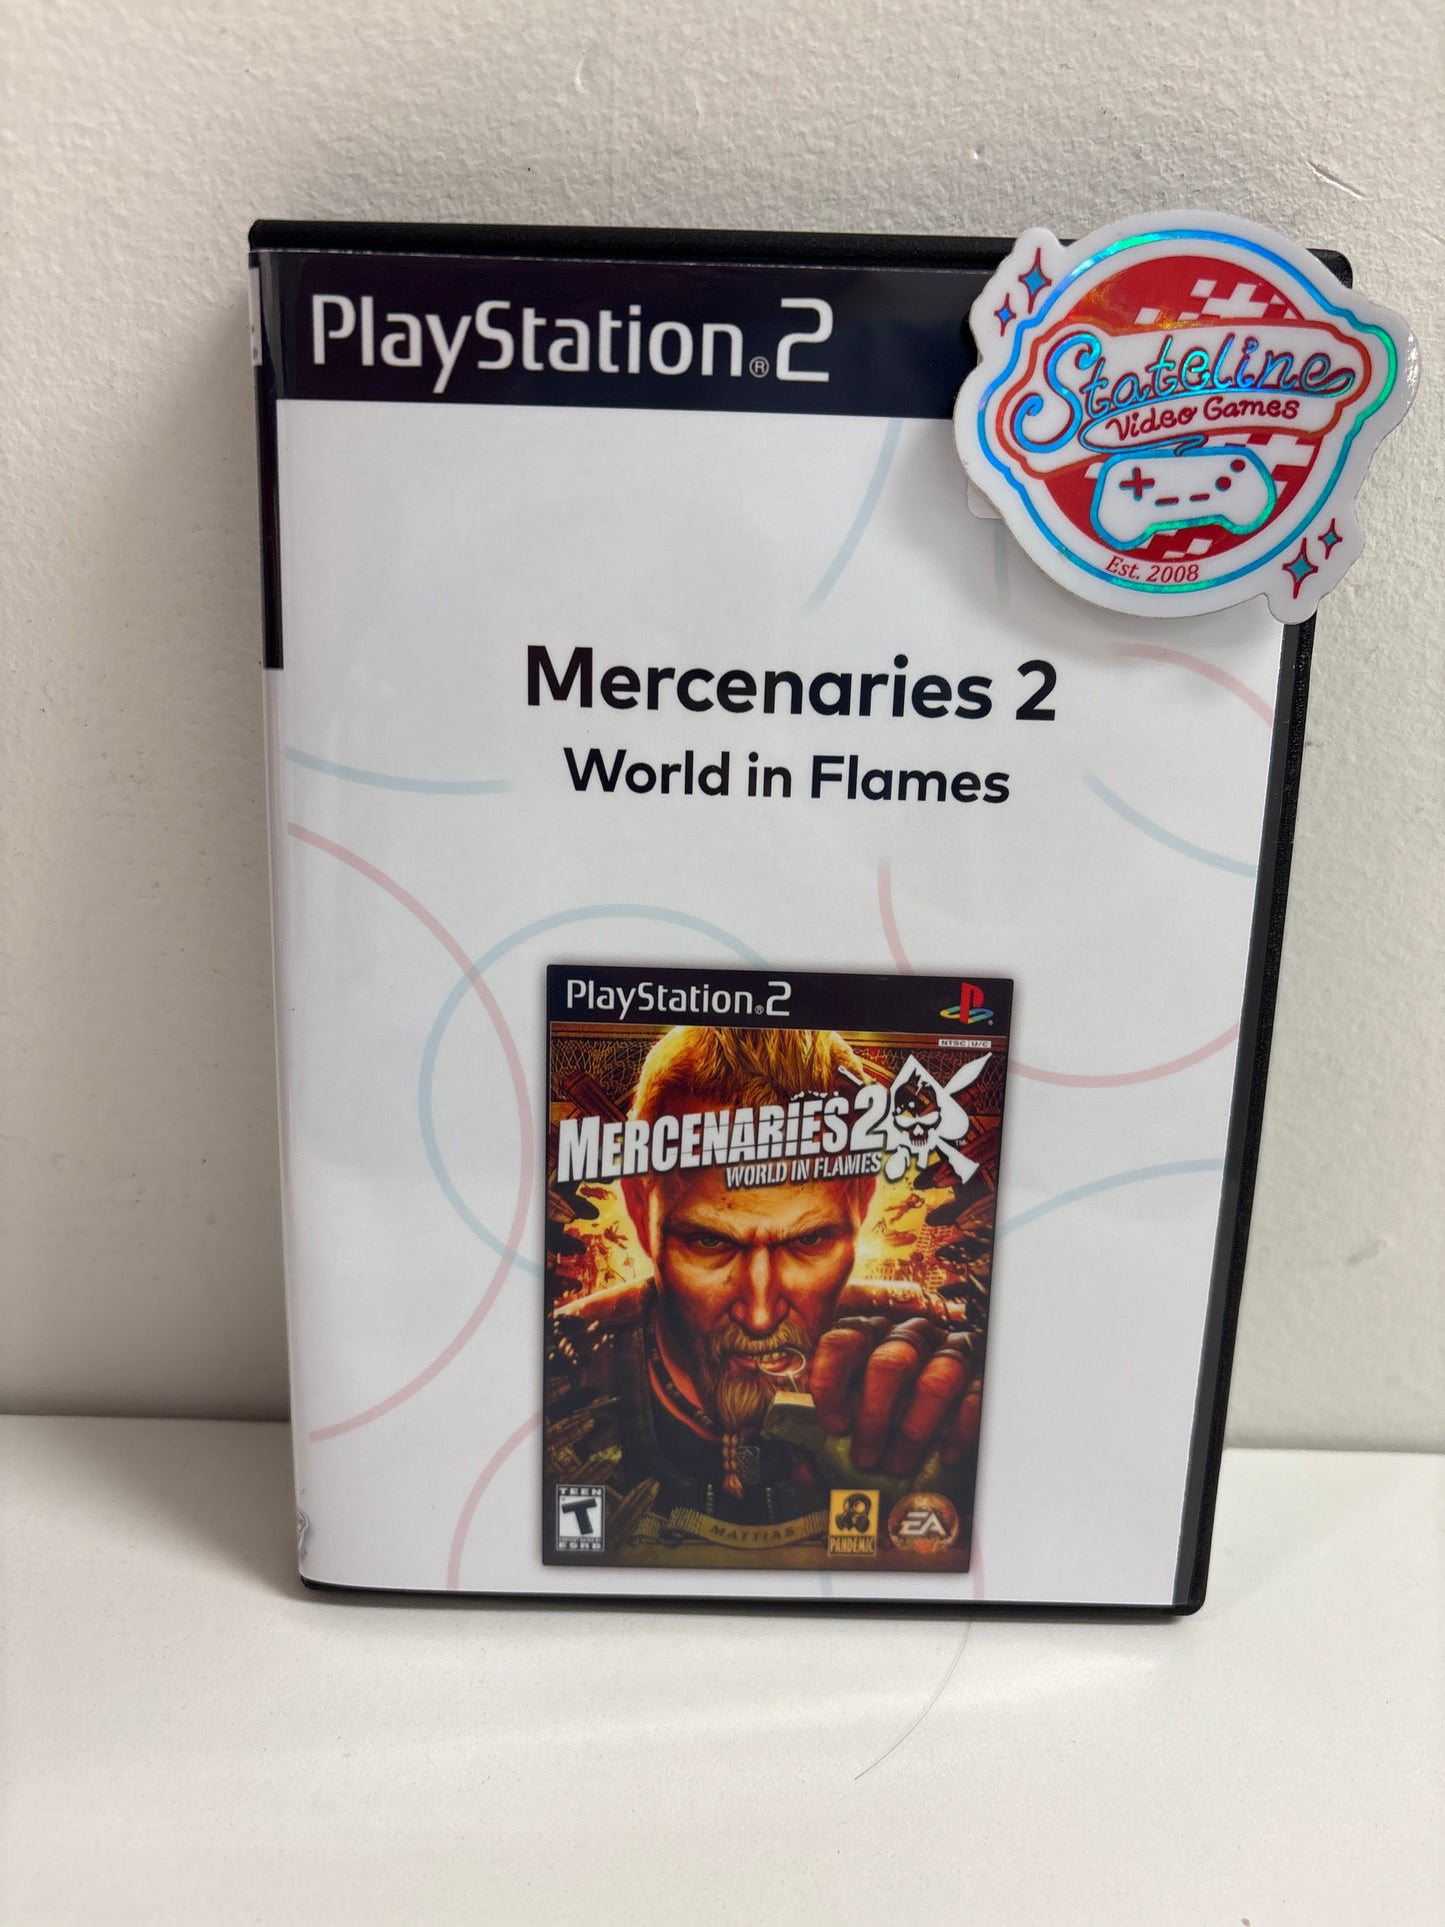 PlayStation®2
Stateline
Video Games
Est. 2008
Mercenaries 2
World in Flames
PlayStation®2
NTSC U/C
MERCENARIES 2
WORLD IN FLAMES
TM
TEEN
T
ESRB
MATTIAS
PANDEMIC
EA